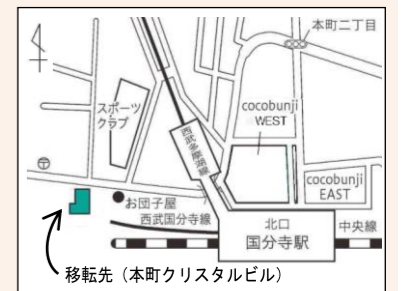 本町二丁目
cocobunji
WEST
スポーツ
クラブ
西武多摩湖線
cocobunji
EAST
お団子屋
西武国分寺線
北口
国分寺駅
中央線
移転先（本町クリスタルビル）